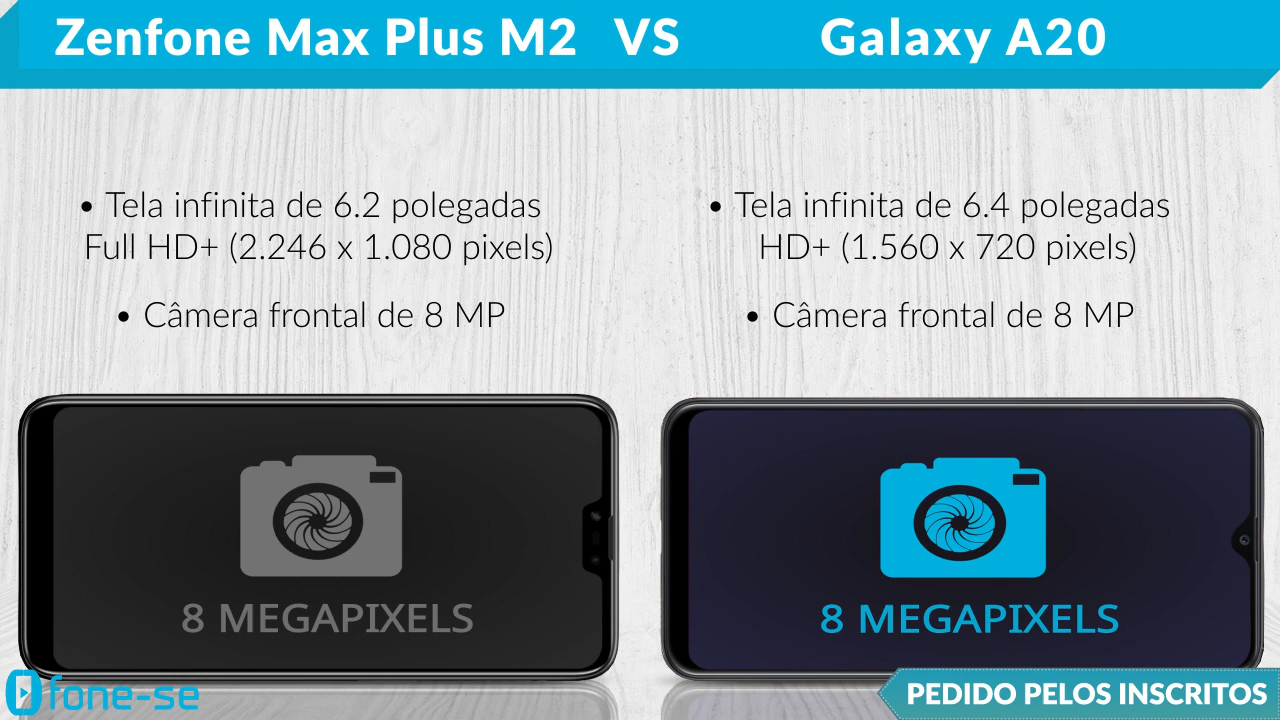 Zenfone Max Plus M2 VS Galaxy A20
• Tela infinita de 6.2 polegadas
Full HD+ (2.246 x 1.080 pixels)
• Câmera frontal de 8 MP
• Tela infinita de 6.4 polegadas
HD+ (1.560 x 720 pixels)
• Câmera frontal de 8 MP
8 MEGAPIXELS
8 MEGAPIXELS
fone-se
PEDIDO PELOS INSCRITOS